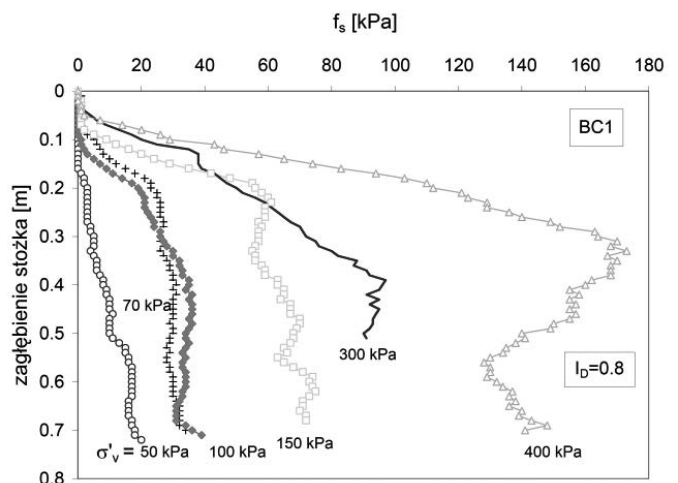 fₛ [kPa]
0 20 40 60 80 100 120 140 160 180
0
0.1
0.2
0.3
0.4
0.5
0.6
0.7
0.8
zagłębienie stożka [m]
BC1
70 kPa
300 kPa
I_D=0.8
σ'ᵥ = 50 kPa 100 kPa 150 kPa 400 kPa